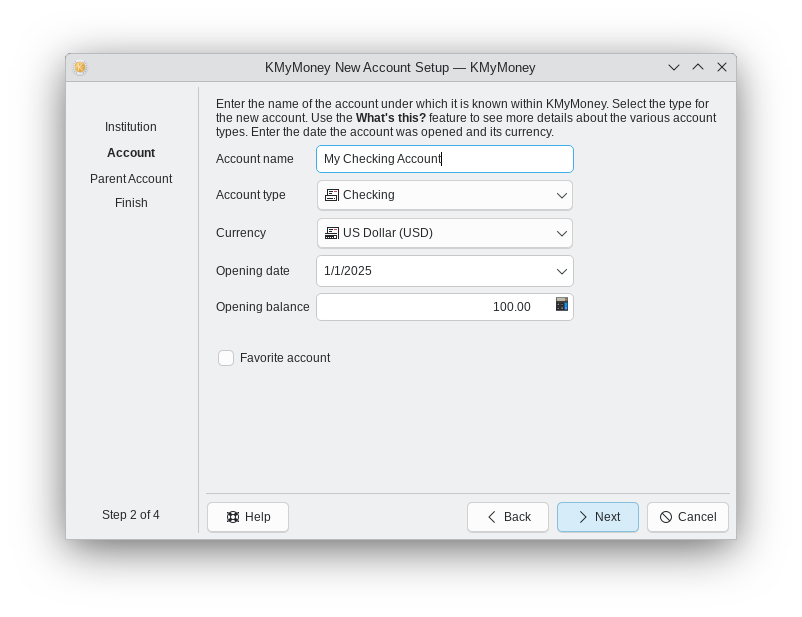 KMyMoney New Account Setup — KMyMoney
Institution
Account
Parent Account
Finish
Step 2 of 4
Enter the name of the account under which it is known within KMyMoney. Select the type for
the new account. Use the What's this? feature to see more details about the various account
types. Enter the date the account was opened and its currency.
Account name
My Checking Account
Account type
Checking
Currency
US Dollar (USD)
Opening date
1/1/2025
Opening balance
100.00
Favorite account
Help
Back
Next
Cancel